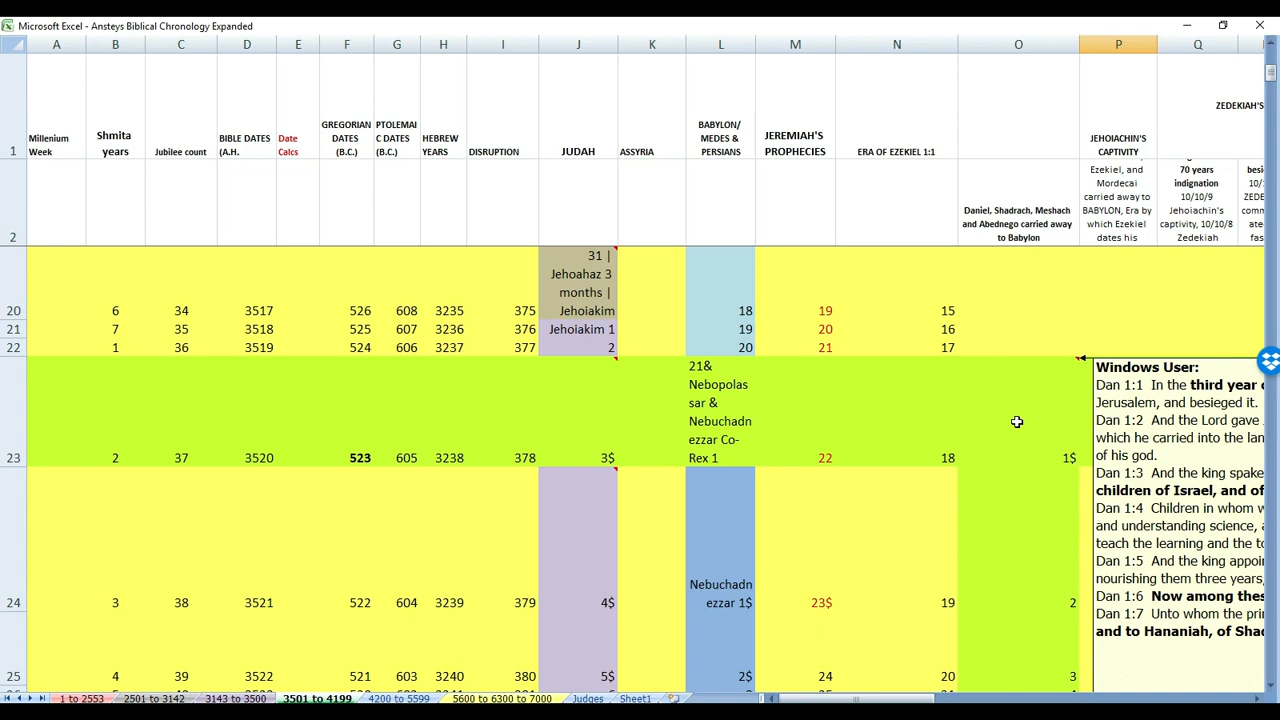 Microsoft Excel - Ansteys Biblical Chronology Expanded
A B C D E F G H I J K L M N O P Q
1 Millenium Week Shmita years Jubilee count BIBLE DATES (A.H. Date Calcs GREGORIAN DATES (B.C.) PTOLEMAI C DATES (B.C.) HEBREW YEARS DISRUPTION JUDAH ASSYRIA BABYLON/ MEDES & PERSIANS JEREMIAH'S PROPHECIES ERA OF EZEKIEL 1:1 JEHOIACHIN'S CAPTIVITY ZEDEKIAH'S
2 Daniel, Shadrach, Meshach and Abednego carried away to Babylon Ezekiel, and Mordecai carried away to BABYLON, Era by which Ezekiel dates his 70 years indignation 10/10/9 Jehoiachin's captivity, 10/10/8 Zedekiah besi 10/1 ZEDE comm ate fas
20 6 34 3517 526 608 3235 375 31 | Jehoahaz 3 months | Jehoiakim 18 19 15
21 7 35 3518 525 607 3236 376 Jehoiakim 1 19 20 16
22 1 36 3519 524 606 3237 377 2 20 21 17
23 2 37 3520 523 605 3238 378 3$ 21& Nebopolas sar & Nebuchadn ezzar Co- Rex 1 22 18 1$
24 3 38 3521 522 604 3239 379 4$ Nebuchadn ezzar 1$ 23$ 19 2
25 4 39 3522 521 603 3240 380 5$ 2$ 24 20 3
Windows User:
Dan 1:1 In the third year o
Jerusalem, and besieged it.
Dan 1:2 And the Lord gave
which he carried into the lan
of his god.
Dan 1:3 And the king spake
children of Israel, and of
Dan 1:4 Children in whom w
and understanding science, a
teach the learning and the to
Dan 1:5 And the king appoi
nourishing them three years,
Dan 1:6 Now among thes
Dan 1:7 Unto whom the prin
and to Hananiah, of Shad
1 to 2553 2501 to 3142 3143 to 3500 3501 to 4199 4200 to 5599 5600 to 6300 to 7000 Judges Sheet1